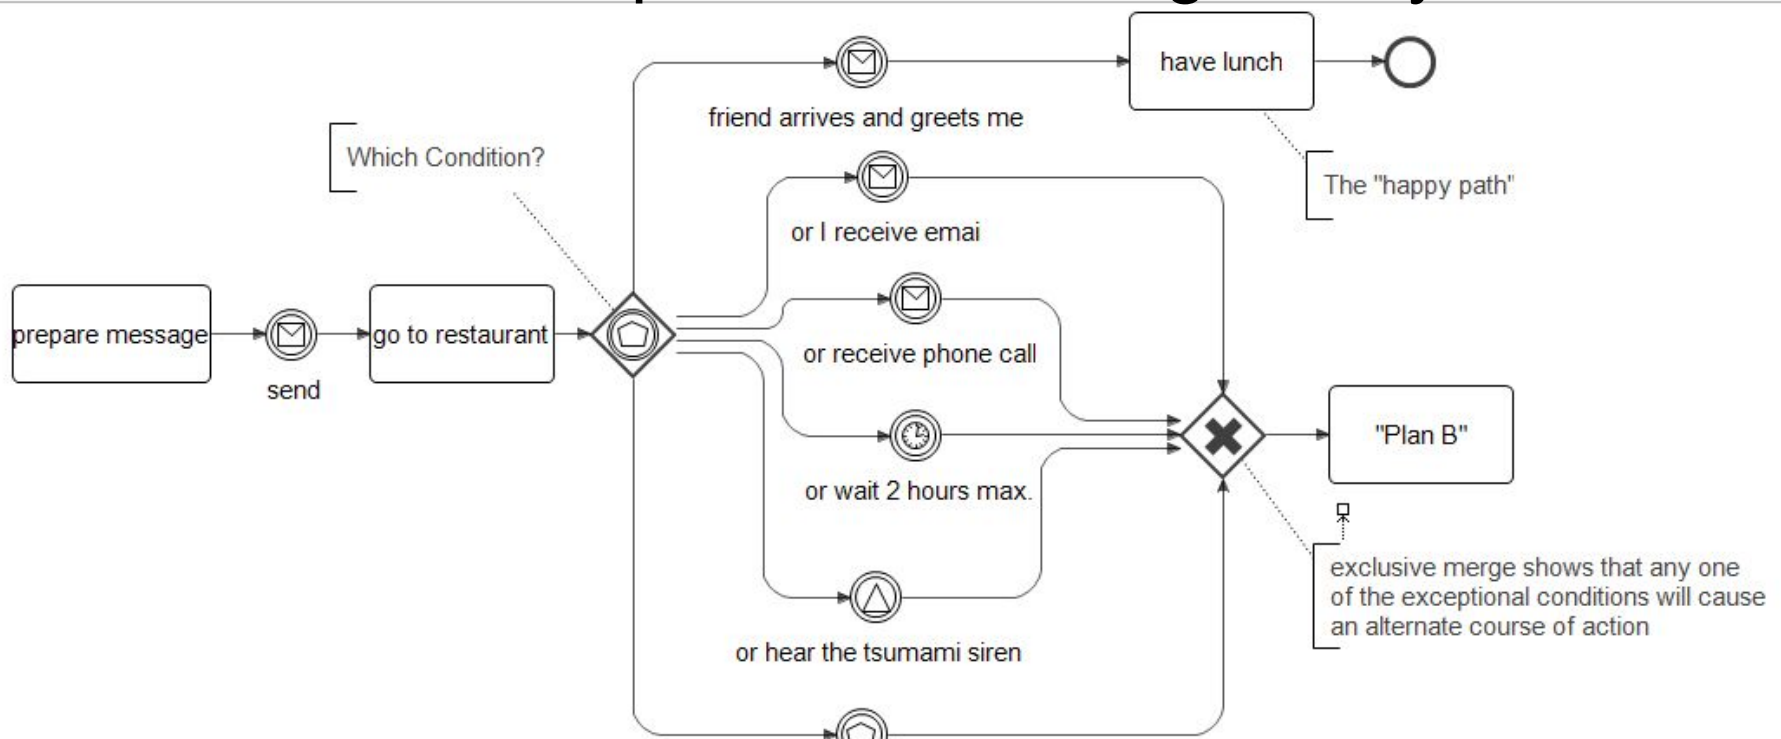 have lunch
friend arrives and greets me
Which Condition?
The "happy path"
or I receive emai
prepare message
go to restaurant
send
or receive phone call
"Plan B"
or wait 2 hours max.
exclusive merge shows that any one
of the exceptional conditions will cause
an alternate course of action
or hear the tsumami siren